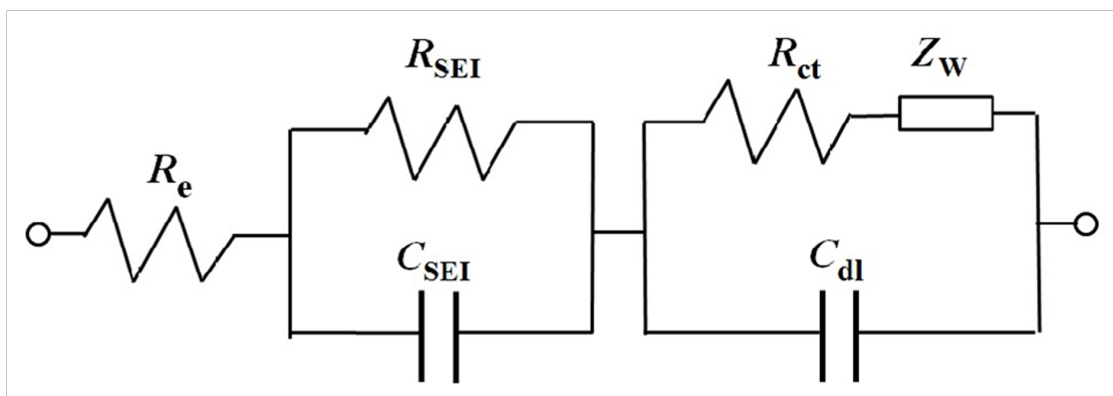 R_SEI
R_ct
Z_W
R_e
C_SEI
C_dl